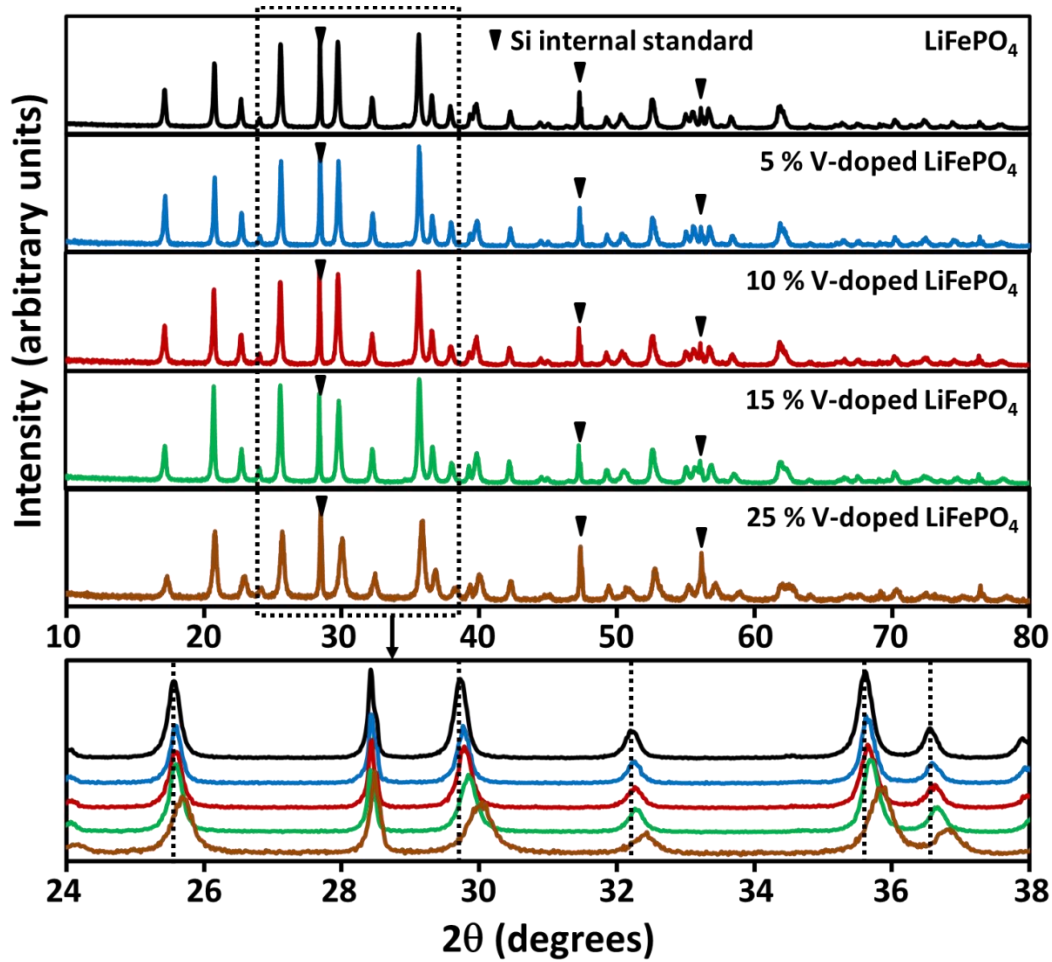 ▼ Si internal standard
LiFePO₄
5 % V-doped LiFePO₄
10 % V-doped LiFePO₄
15 % V-doped LiFePO₄
25 % V-doped LiFePO₄
Intensity (arbitrary units)
10 20 30 40 50 60 70 80
24 26 28 30 32 34 36 38
2θ (degrees)